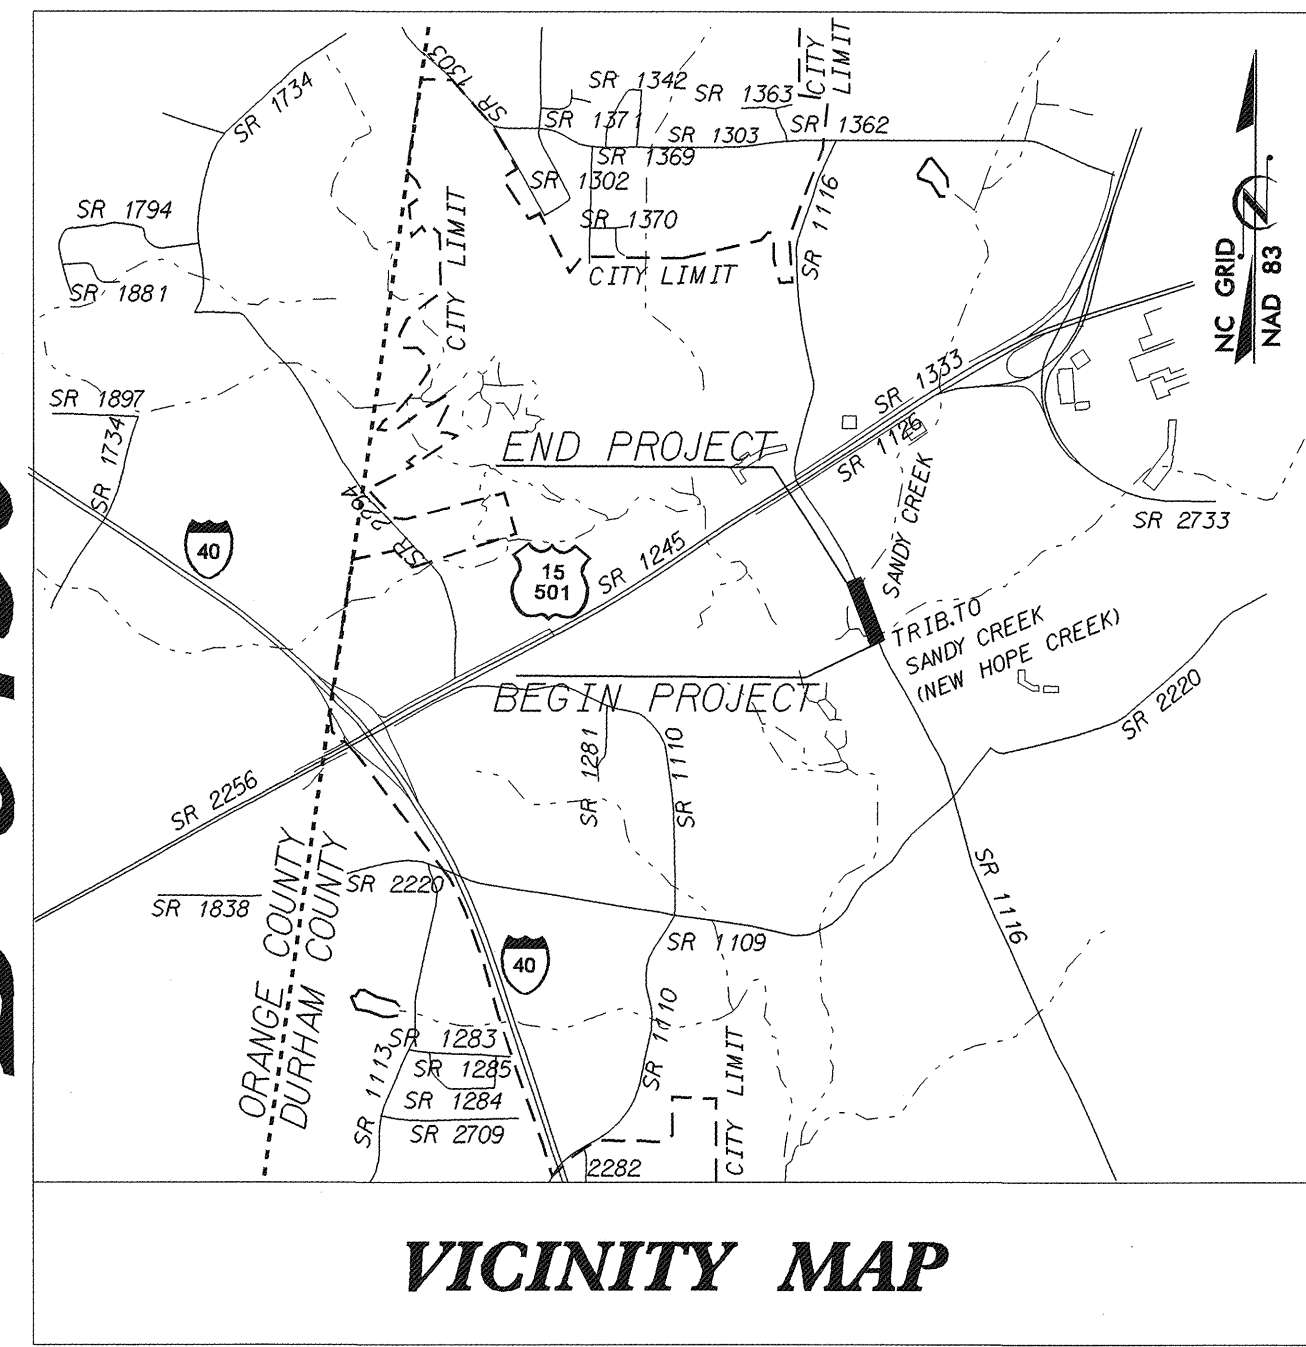 SR 1303
CITY LIMIT
SR 1734
SR 1342
SR 1363
SR 1371
SR 1303
SR 1362
SR 1369
SR 1302
SR 1116
SR 1794
SR 1370
CITY LIMIT
CITY LIMIT
SR 1881
NC GRID
NAD 83
SR 1333
SR 1897
SR 1734
END PROJECT
SR 1126
SANDY CREEK
SR 2733
40
15
501
SR 1245
TRIB. TO
SANDY CREEK
(NEW HOPE CREEK)
BEGIN PROJECT
SR 2220
SR 1281
SR 1110
SR 2256
ORANGE COUNTY
DURHAM COUNTY
SR 2220
SR 1838
SR 1116
SR 1109
40
SR 1110
SR 1283
SR 1285
SR 1113
SR 1284
SR 2709
CITY LIMIT
2282
VICINITY MAP